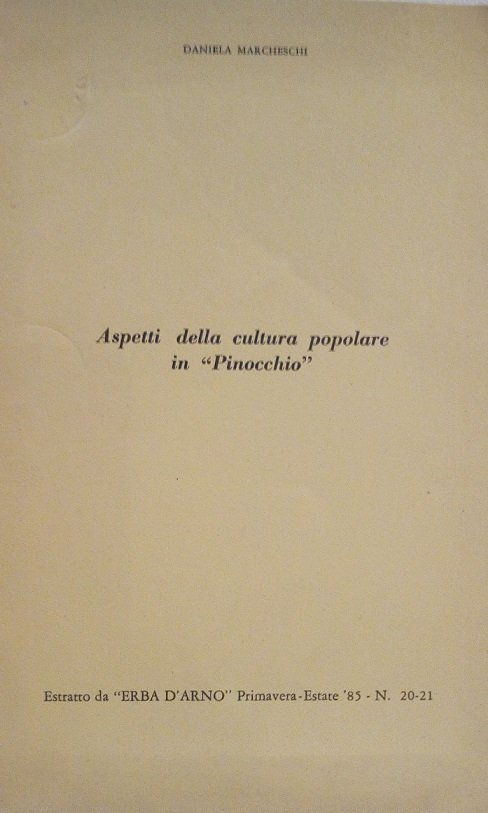 DANIELA MARCHESCHI
Aspetti della cultura popolare
in “Pinocchio”
Estratto da “ERBA D'ARNO” Primavera-Estate '85 - N. 20-21